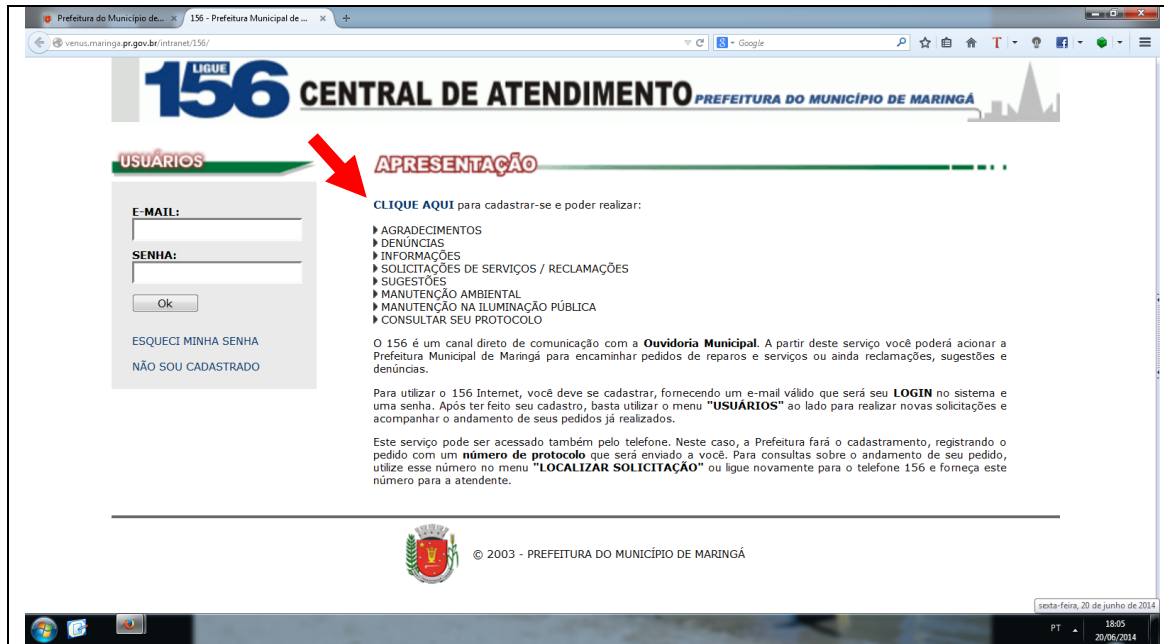 Prefeitura do Município de... × 156 - Prefeitura Municipal de ... × +
venus.maringa.pr.gov.br/intranet/156/ 8 - Google
LIGUE
156 CENTRAL DE ATENDIMENTO PREFEITURA DO MUNICÍPIO DE MARINGÁ
USUÁRIOS
E-MAIL:
SENHA:
Ok
ESQUECI MINHA SENHA
NÃO SOU CADASTRADO
APRESENTAÇÃO
CLIQUE AQUI para cadastrar-se e poder realizar:
AGRADECIMENTOS
DENÚNCIAS
INFORMAÇÕES
SOLICITAÇÕES DE SERVIÇOS / RECLAMAÇÕES
SUGESTÕES
MANUTENÇÃO AMBIENTAL
MANUTENÇÃO NA ILUMINAÇÃO PÚBLICA
CONSULTAR SEU PROTOCOLO
O 156 é um canal direto de comunicação com a Ouvidoria Municipal. A partir deste serviço você poderá acionar a
Prefeitura Municipal de Maringá para encaminhar pedidos de reparos e serviços ou ainda reclamações, sugestões e
denúncias.
Para utilizar o 156 Internet, você deve se cadastrar, fornecendo um e-mail válido que será seu LOGIN no sistema e
uma senha. Após ter feito seu cadastro, basta utilizar o menu "USUÁRIOS" ao lado para realizar novas solicitações e
acompanhar o andamento de seus pedidos já realizados.
Este serviço pode ser acessado também pelo telefone. Neste caso, a Prefeitura fará o cadastramento, registrando o
pedido com um número de protocolo que será enviado a você. Para consultas sobre o andamento de seu pedido,
utilize esse número no menu "LOCALIZAR SOLICITAÇÃO" ou ligue novamente para o telefone 156 e forneça este
número para a atendente.
© 2003 - PREFEITURA DO MUNICÍPIO DE MARINGÁ
sexta-feira, 20 de junho de 2014
PT 18:05
20/06/2014